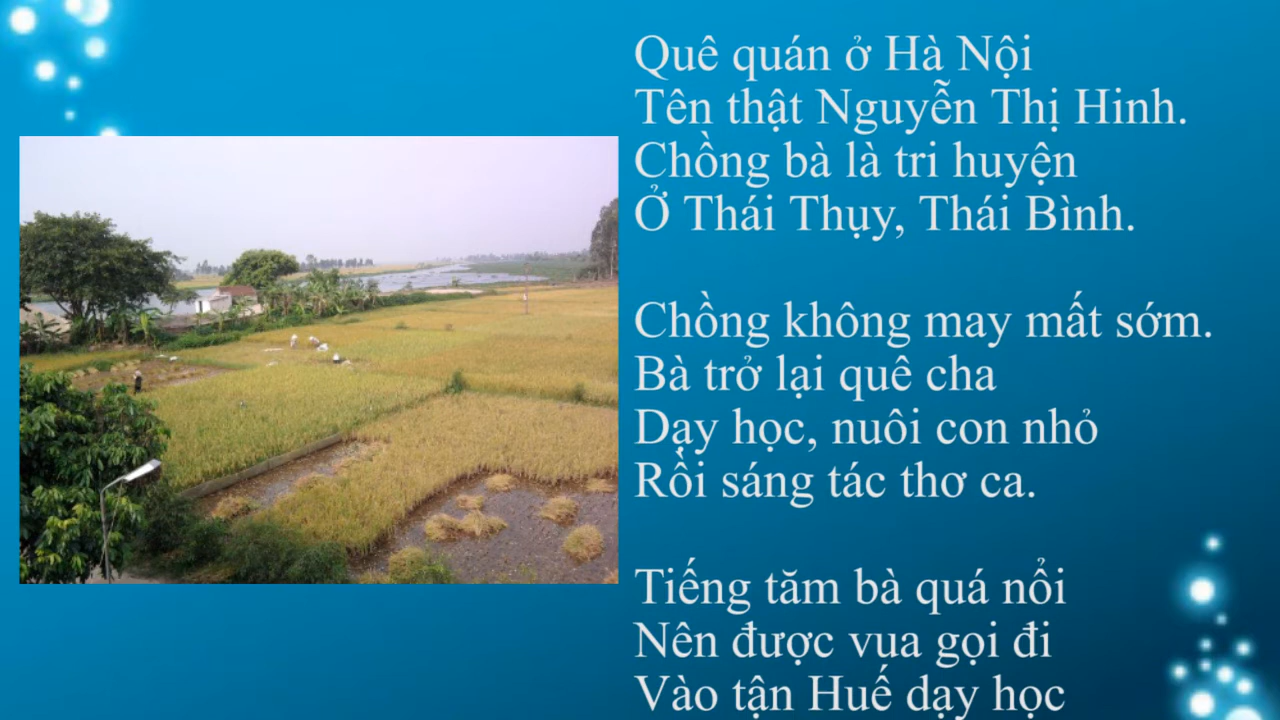 Quê quán ở Hà Nội
Tên thật Nguyễn Thị Hinh.
Chồng bà là tri huyện
Ở Thái Thụy, Thái Bình.
Chồng không may mất sớm.
Bà trở lại quê cha
Dạy học, nuôi con nhỏ
Rồi sáng tác thơ ca.
Tiếng tăm bà quá nổi
Nên được vua gọi đi
Vào tận Huế dạy học